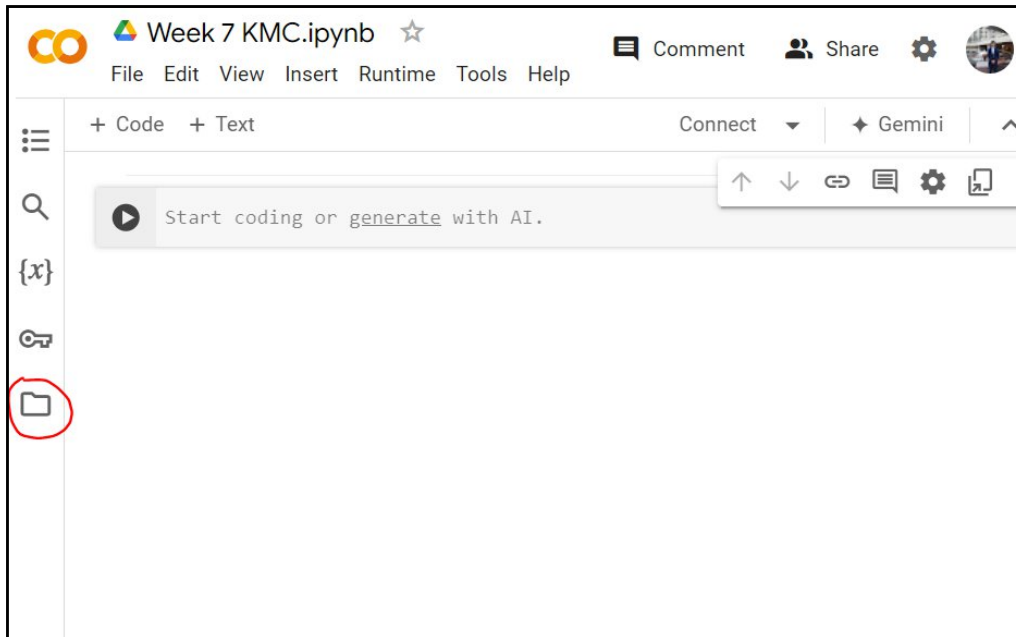 Week 7 KMC.ipynb
Comment
Share
File Edit View Insert Runtime Tools Help
+ Code + Text
Connect
Gemini
Start coding or generate with AI.
{x}